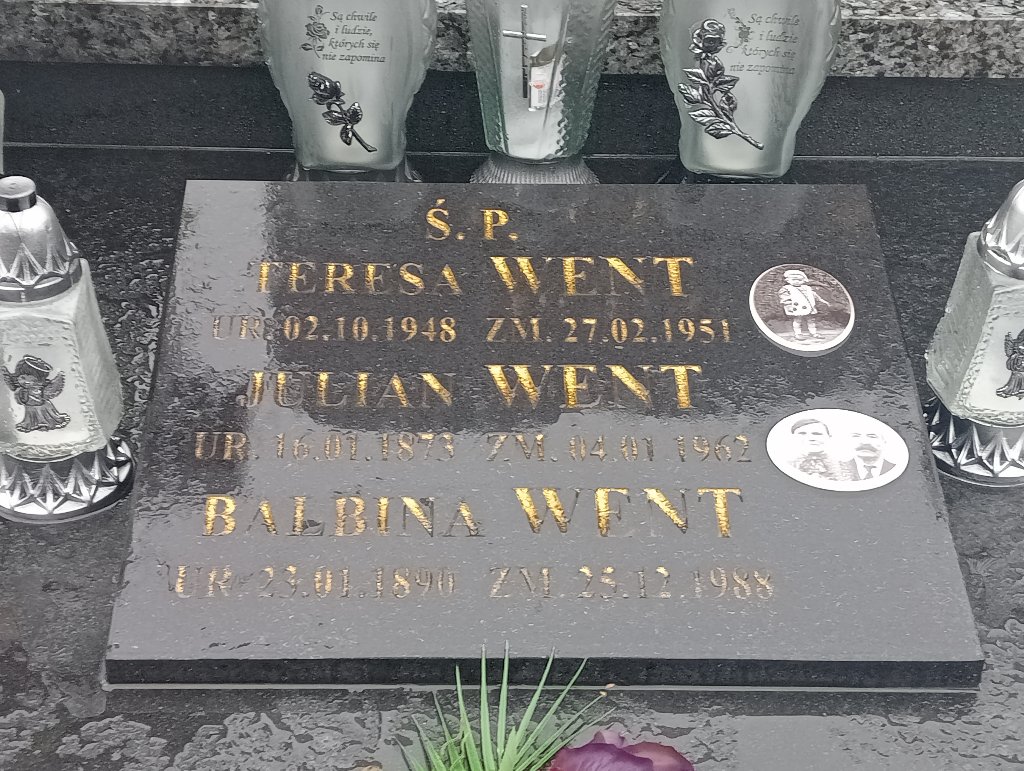 Są chwile
i ludzie,
których się
nie zapomina
Są chwile
i ludzie,
których się
nie zapomina
Ś. P.
TERESA WENT
UR. 02.10.1948 ZM. 27.02.1951
JULIAN WENT
UR. 16.01.1873 ZM. 04.01.1962
BALBINA WENT
UR. 23.01.1890 ZM. 25.12.1988